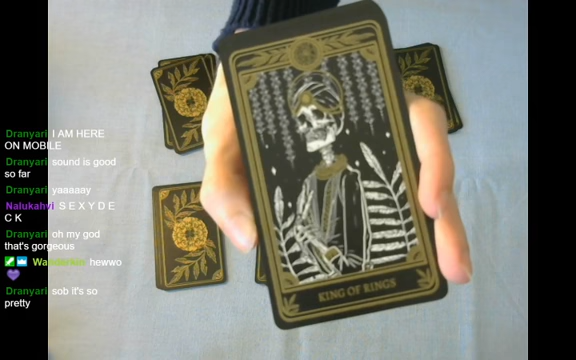 Dranyari I AM HERE
ON MOBILE
Dranyari sound is good
so far
Dranyari yaaaaay
Nalukahvi S E X Y D E
C K
Dranyari oh my god
that's gorgeous
hewwo
Dranyari sob it's so
pretty
KING OF RINGS